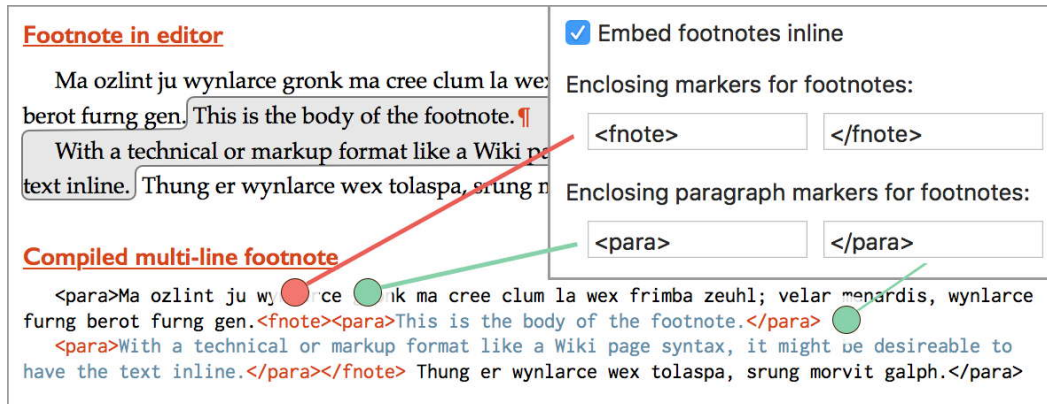 Footnote in editor
Ma ozlint ju wynlarce gronk ma cree clum la wex
berot furng gen. This is the body of the footnote.¶
With a technical or markup format like a Wiki
text inline. Thung er wynlarce wex tolaspa, srung
Embed footnotes inline
Enclosing markers for footnotes:
<fnote> </fnote>
Enclosing paragraph markers for footnotes:
<para> </para>
Compiled multi-line footnote
<para>Ma ozlint ju ma cree clum la wex frimba zeuhl; velar menardis, wynlarce
furng berot furng gen.<fnote><para>This is the body of the footnote.</para>
<para>With a technical or markup format like a Wiki page syntax, it might be desireable to
have the text inline.</para></fnote> Thung er wynlarce wex tolaspa, srung morvit galph.</para>